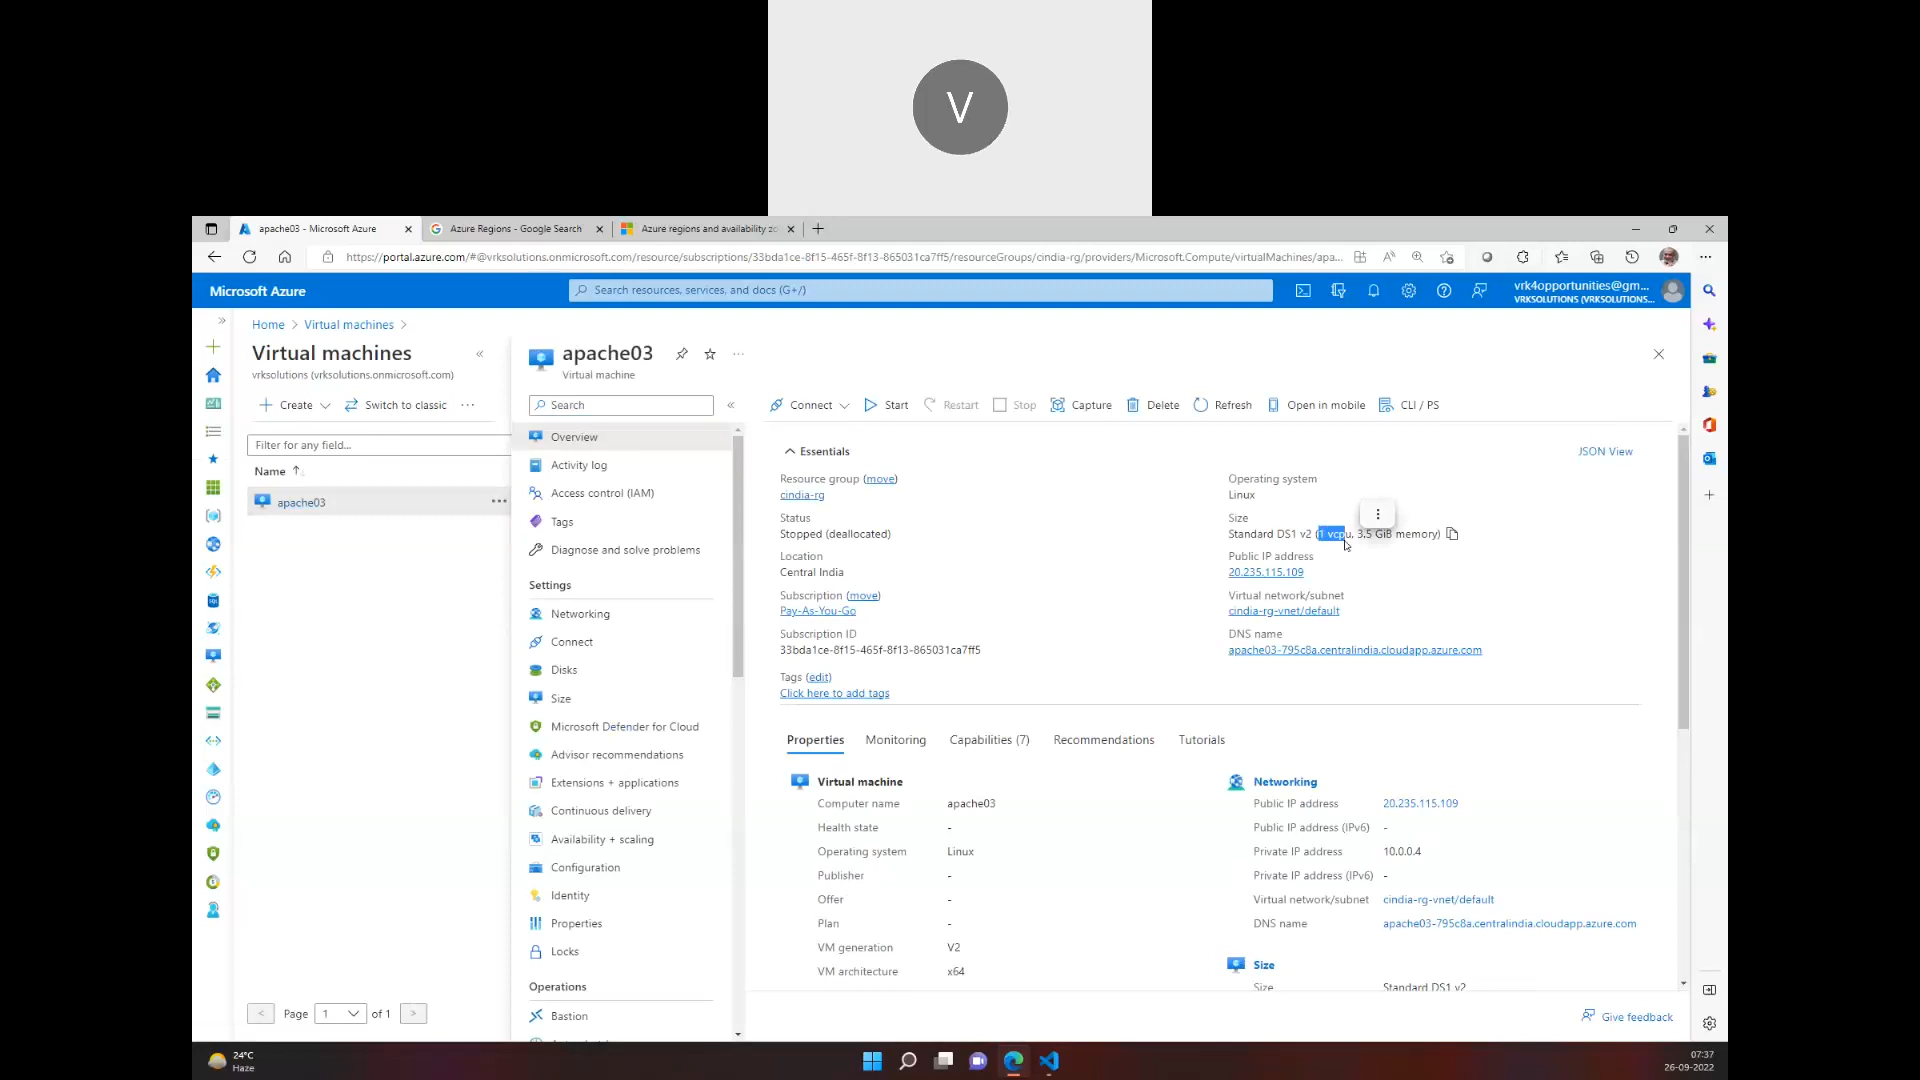 V
apache03 - Microsoft Azure
Azure Regions - Google Search
Azure regions and availability zo
https://portal.azure.com/#@vrksolutions.onmicrosoft.com/resource/subscriptions/33bda1ce-8f15-465f-8f13-865031ca7ff5/resourceGroups/cindia-rg/providers/Microsoft.Compute/virtualMachines/apa...
Microsoft Azure
Search resources, services, and docs (G+/)
vrk4opportunities@gm...
VRKSOLUTIONS (VRKSOLUTIONS...
Home > Virtual machines >
Virtual machines
vrksolutions (vrksolutions.onmicrosoft.com)
Create
Switch to classic
Filter for any field...
Name
apache03
Page 1 of 1
apache03
Virtual machine
Search
Overview
Activity log
Access control (IAM)
Tags
Diagnose and solve problems
Settings
Networking
Connect
Disks
Size
Microsoft Defender for Cloud
Advisor recommendations
Extensions + applications
Continuous delivery
Availability + scaling
Configuration
Identity
Properties
Locks
Operations
Bastion
Connect Start Restart Stop Capture Delete Refresh Open in mobile CLI / PS
Essentials
JSON View
Resource group (move)
cindia-rg
Status
Stopped (deallocated)
Location
Central India
Subscription (move)
Pay-As-You-Go
Subscription ID
33bda1ce-8f15-465f-8f13-865031ca7ff5
Tags (edit)
Click here to add tags
Operating system
Linux
Size
Standard DS1 v2 (1 vcpu, 3.5 GiB memory)
Public IP address
20.235.115.109
Virtual network/subnet
cindia-rg-vnet/default
DNS name
apache03-795c8a.centralindia.cloudapp.azure.com
Properties Monitoring Capabilities (7) Recommendations Tutorials
Virtual machine
Computer name apache03
Health state -
Operating system Linux
Publisher -
Offer -
Plan -
VM generation V2
VM architecture x64
Networking
Public IP address 20.235.115.109
Public IP address (IPv6) -
Private IP address 10.0.0.4
Private IP address (IPv6) -
Virtual network/subnet cindia-rg-vnet/default
DNS name apache03-795c8a.centralindia.cloudapp.azure.com
Size
Size Standard DS1 v2
Give feedback
24°C
Haze
07:37
26-09-2022